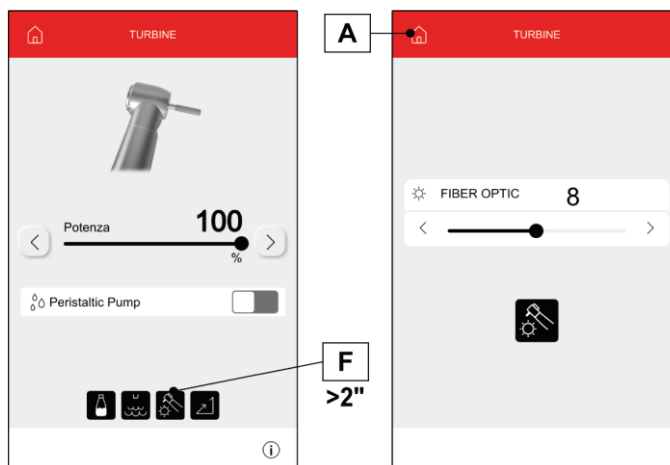 TURBINE
Potenza
100
%
Peristaltic Pump
F
>2"
A
TURBINE
FIBER OPTIC 8